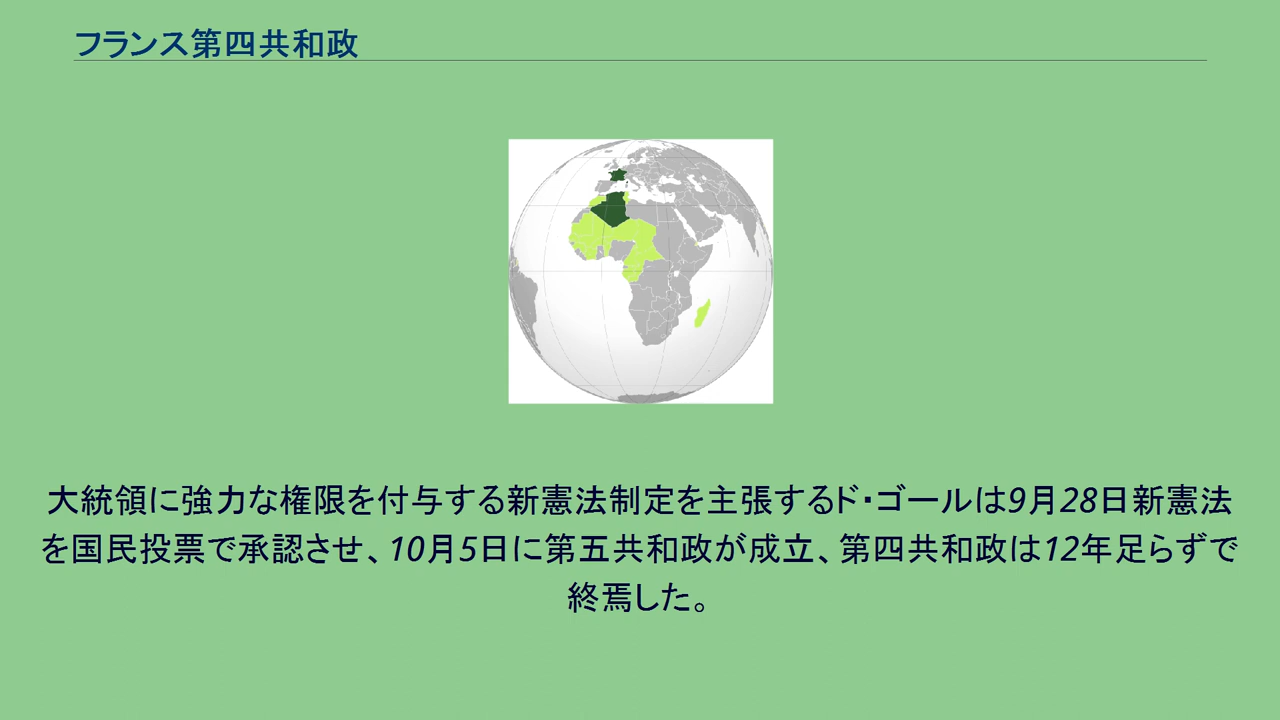 フランス第四共和政
大統領に強力な権限を付与する新憲法制定を主張するド・ゴールは9月28日新憲法
を国民投票で承認させ、10月5日に第五共和政が成立、第四共和政は12年足らずで
終焉した。